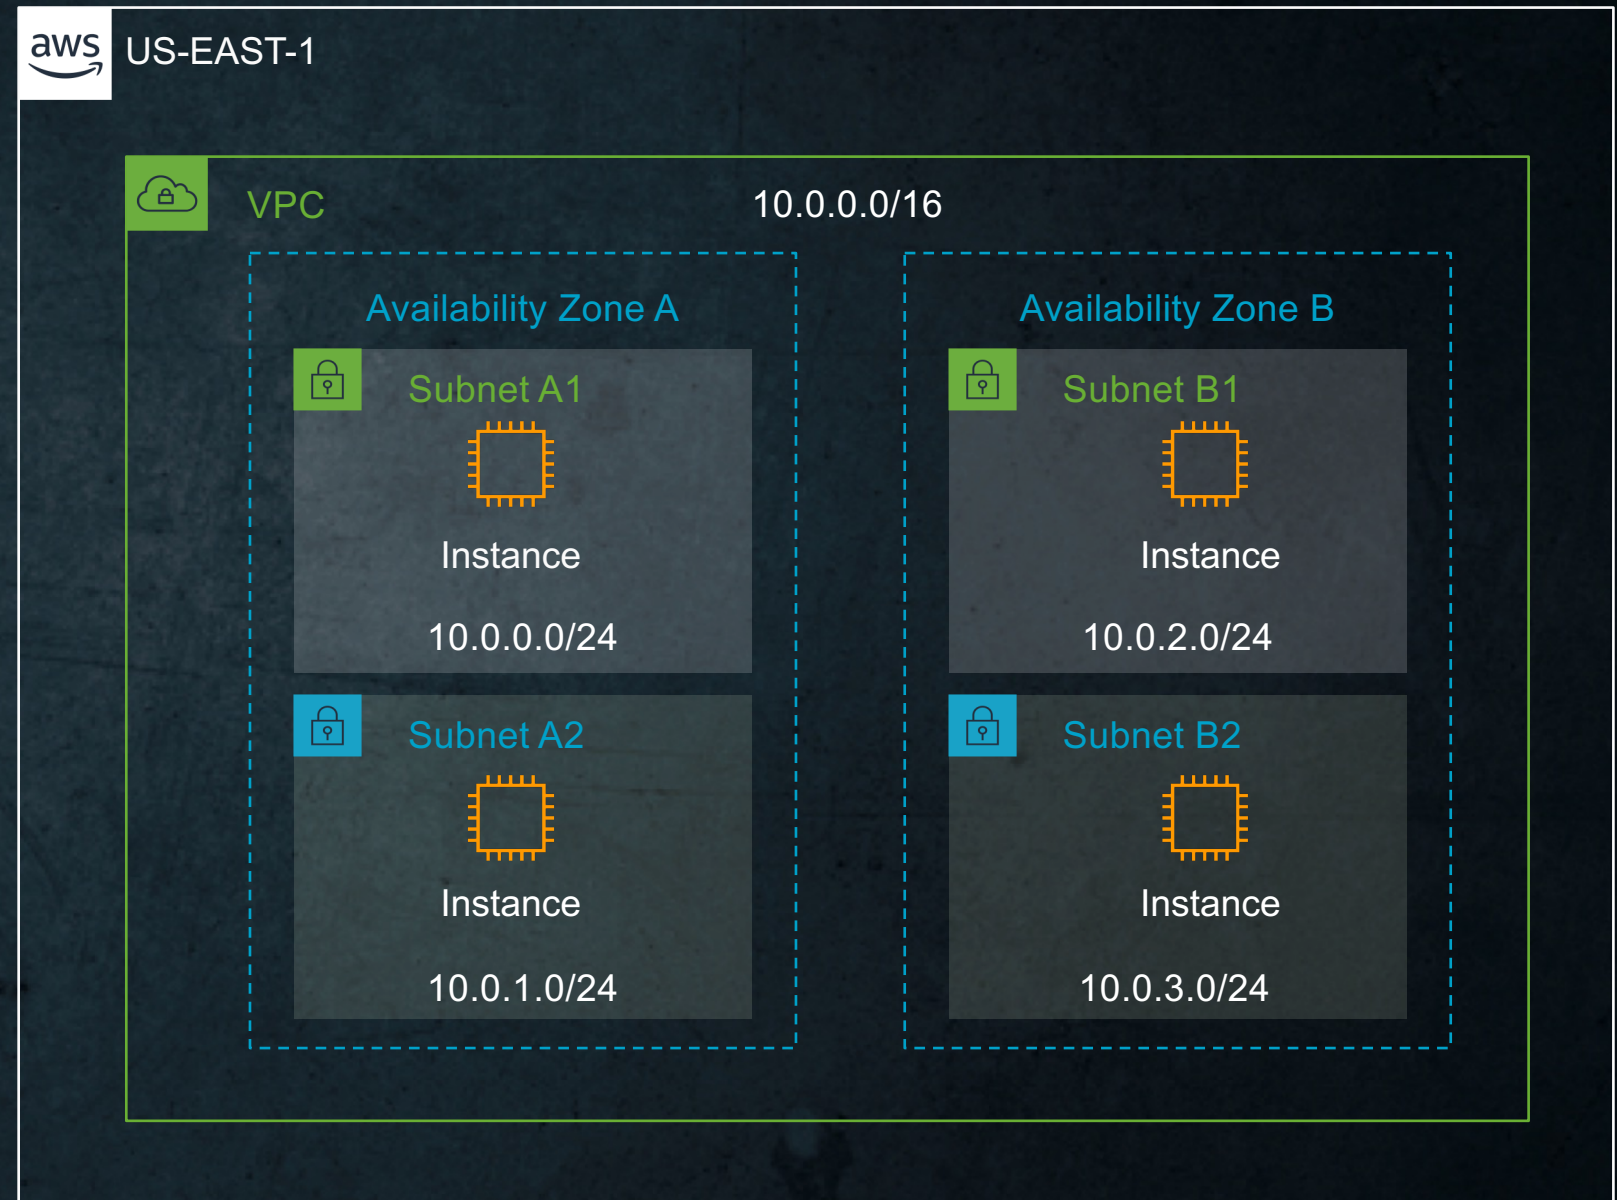 aws
US-EAST-1
VPC
10.0.0.0/16
Availability Zone A
Subnet A1
Instance
10.0.0.0/24
Subnet A2
Instance
10.0.1.0/24
Availability Zone B
Subnet B1
Instance
10.0.2.0/24
Subnet B2
Instance
10.0.3.0/24